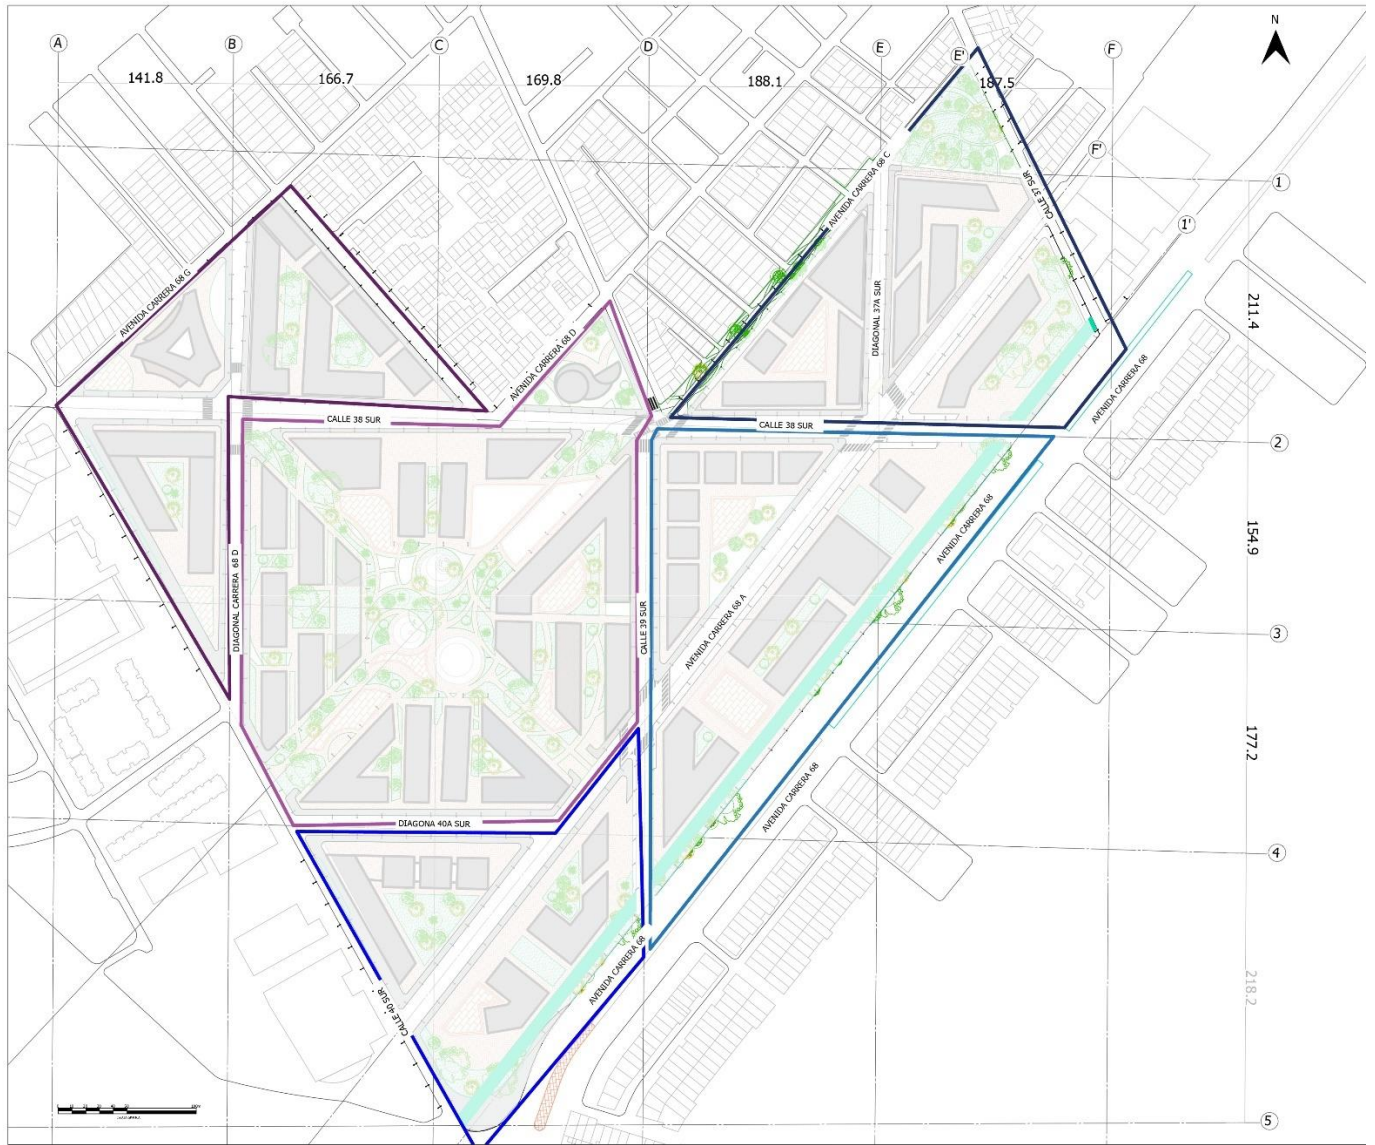 N
A
B
C
D
E
E'
F
141.8
166.7
169.8
188.1
187.5
F'
1
1'
AVENIDA CARRERA 68 C
CALLE 37 SUR
AVENIDA CARRERA 68 G
DIAGONAL 37A SUR
211.4
AVENIDA CARRERA 68 D
AVENIDA CARRERA 68
CALLE 38 SUR
CALLE 38 SUR
2
AVENIDA CARRERA 68
154.9
DIAGONAL CARRERA 68 D
CALLE 39 SUR
AVENIDA CARRERA 68 A
3
177.2
AVENIDA CARRERA 68
DIAGONA 40A SUR
4
AVENIDA CARRERA 68
218.2
CALLE 40 SUR
5